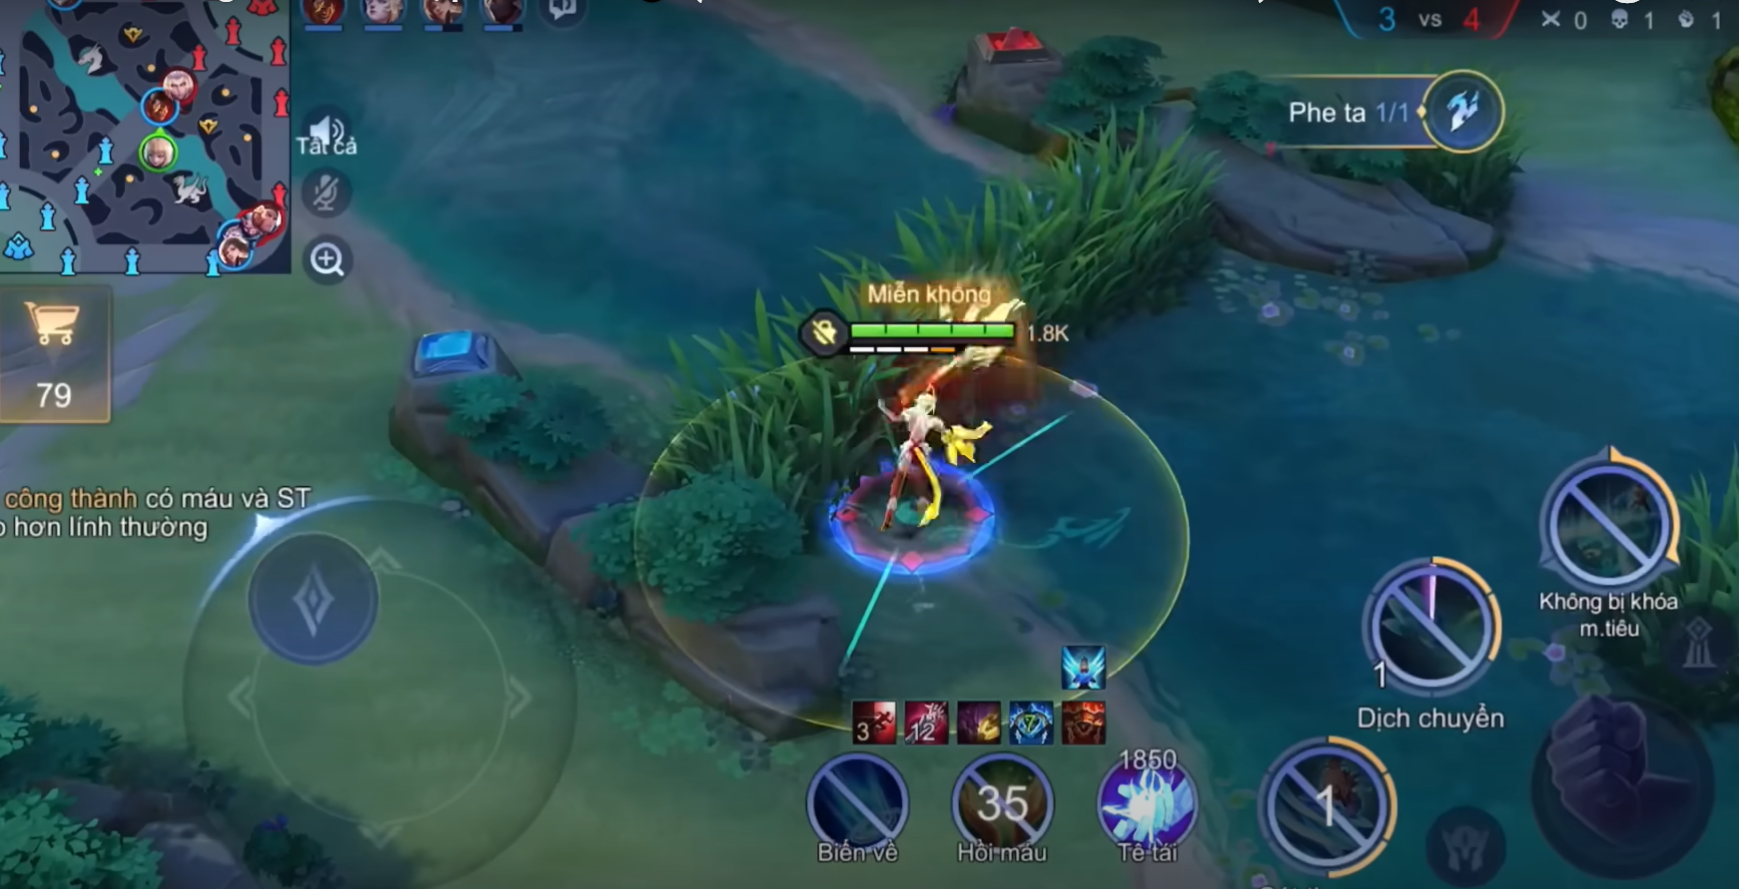 3 vs 4
0
1
1
Phe ta 1/1
Tất cả
79
Miễn khống
1.8K
công thành có máu và ST
hơn lính thường
Không bị khóa
m.tiêu
1
Dịch chuyển
3
12
7
1850
35
1
Biến về
Hồi máu
Tê tái